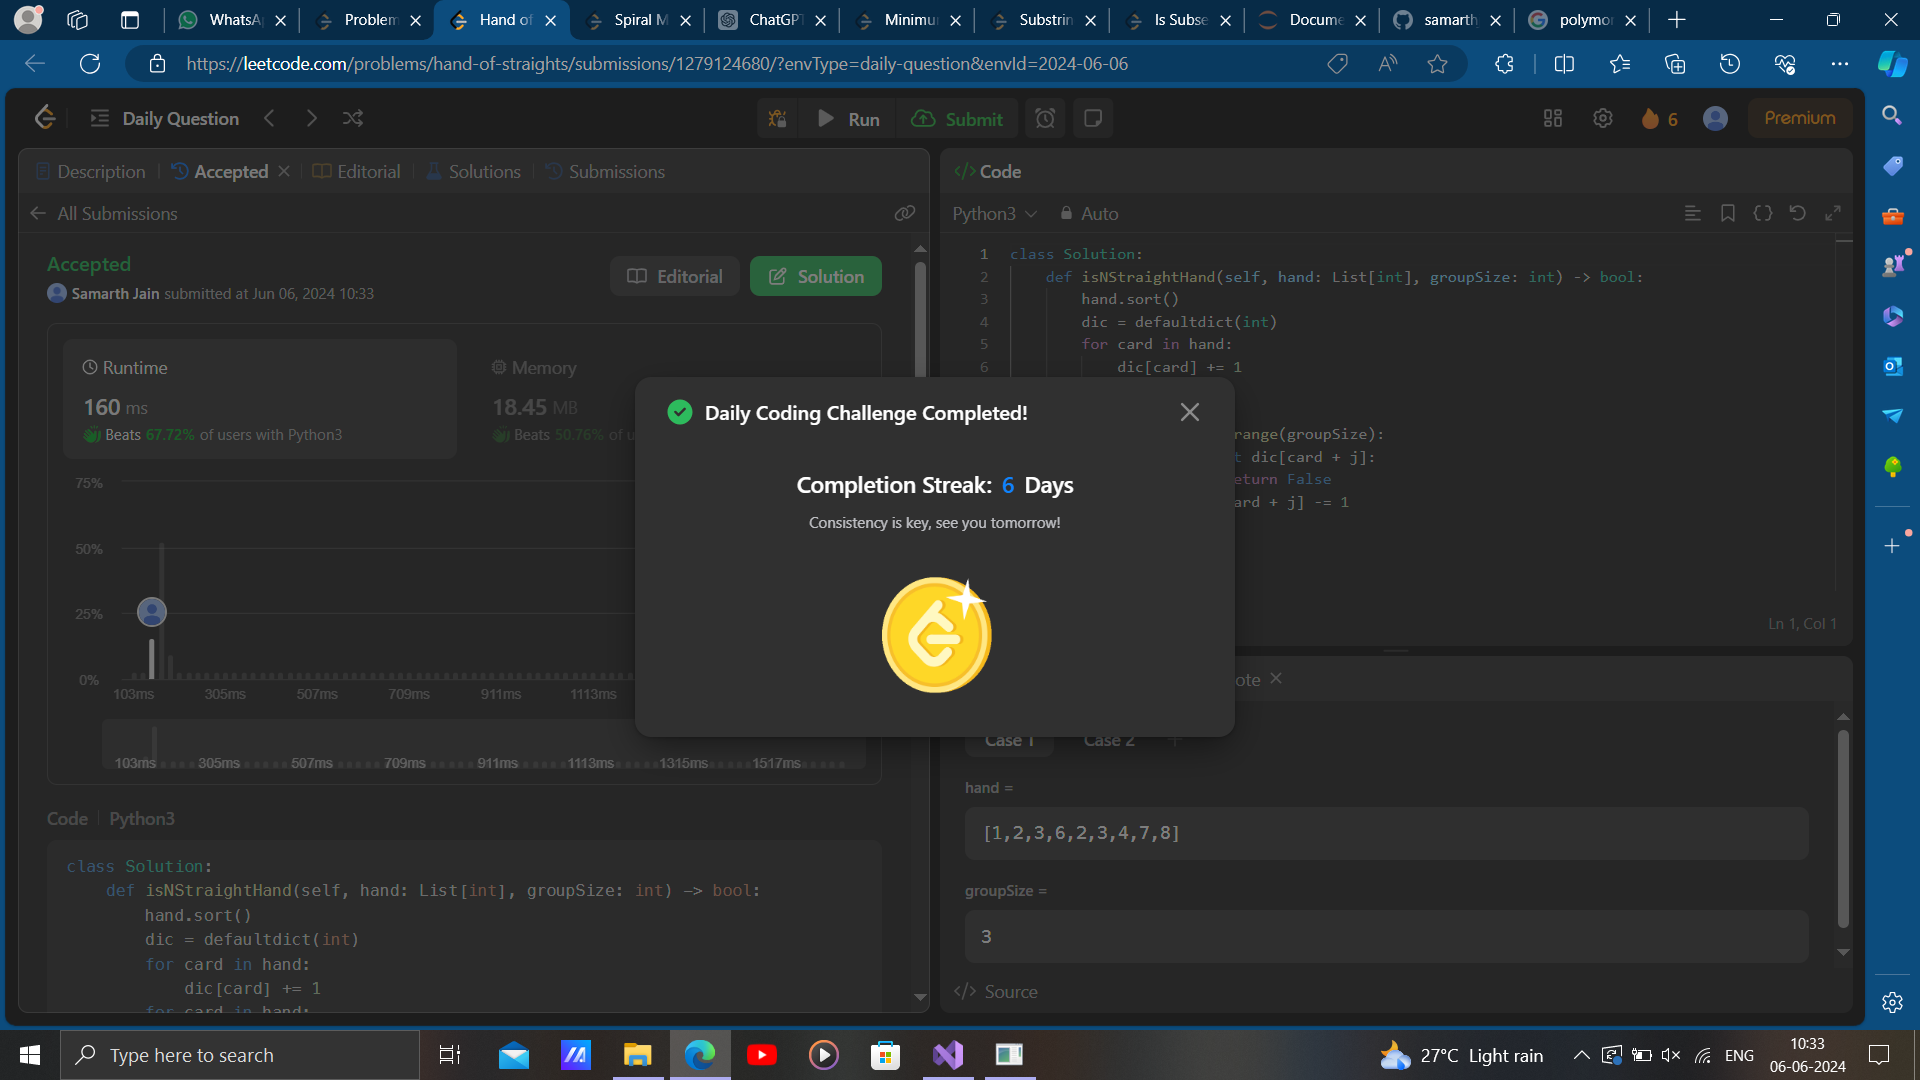 WhatsA
Problem
Hand of
Spiral M
ChatGPT
Minimu
Substrin
Is Subse
Docume
samarth
polymor
https://leetcode.com/problems/hand-of-straights/submissions/1279124680/?envType=daily-question&envId=2024-06-06
Daily Question
Run
Submit
6
Premium
Description
Accepted
Editorial
Solutions
Submissions
All Submissions
Accepted
Samarth Jain submitted at Jun 06, 2024 10:33
Editorial
Solution
Runtime
160 ms
Beats 67.72% of users with Python3
Memory
18.45 MB
Beats 50.76% of u
75%
50%
25%
0%
103ms 305ms 507ms 709ms 911ms 1113ms
103ms 305ms 507ms 709ms 911ms 1113ms 1315ms 1517ms
Code Python3
class Solution:
def isNStraightHand(self, hand: List[int], groupSize: int) -> bool:
hand.sort()
dic = defaultdict(int)
for card in hand:
dic[card] += 1
for card in hand:
Daily Coding Challenge Completed!
Completion Streak: 6 Days
Consistency is key, see you tomorrow!
</> Code
Python3
Auto
1 class Solution:
2 def isNStraightHand(self, hand: List[int], groupSize: int) -> bool:
3 hand.sort()
4 dic = defaultdict(int)
5 for card in hand:
6 dic[card] += 1
range(groupSize):
t dic[card + j]:
eturn False
ard + j] -= 1
Ln 1, Col 1
ote
Case 1
Case 2
hand =
[1,2,3,6,2,3,4,7,8]
groupSize =
3
</> Source
Type here to search
27°C Light rain
ENG
10:33
06-06-2024